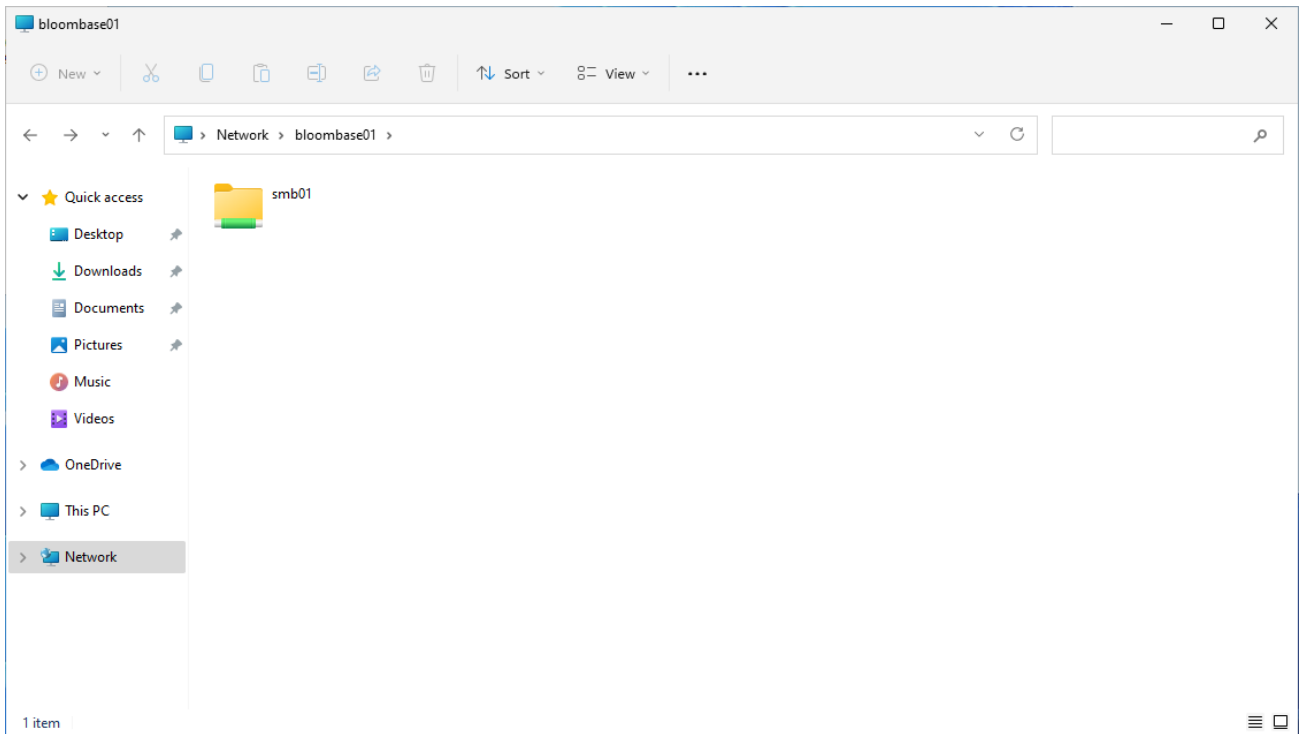 bloombase01
New
Sort
View
Network > bloombase01 >
Quick access
Desktop
Downloads
Documents
Pictures
Music
Videos
OneDrive
This PC
Network
smb01
1 item